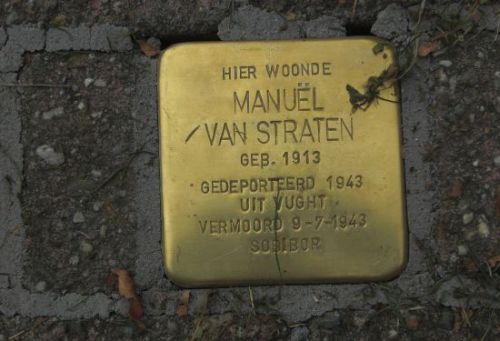 HIER WOONDE
MANUËL
VAN STRATEN
GEB. 1913
GEDEPORTEERD 1943
UIT VUGHT
VERMOORD 9-7-1943
SOBIBOR